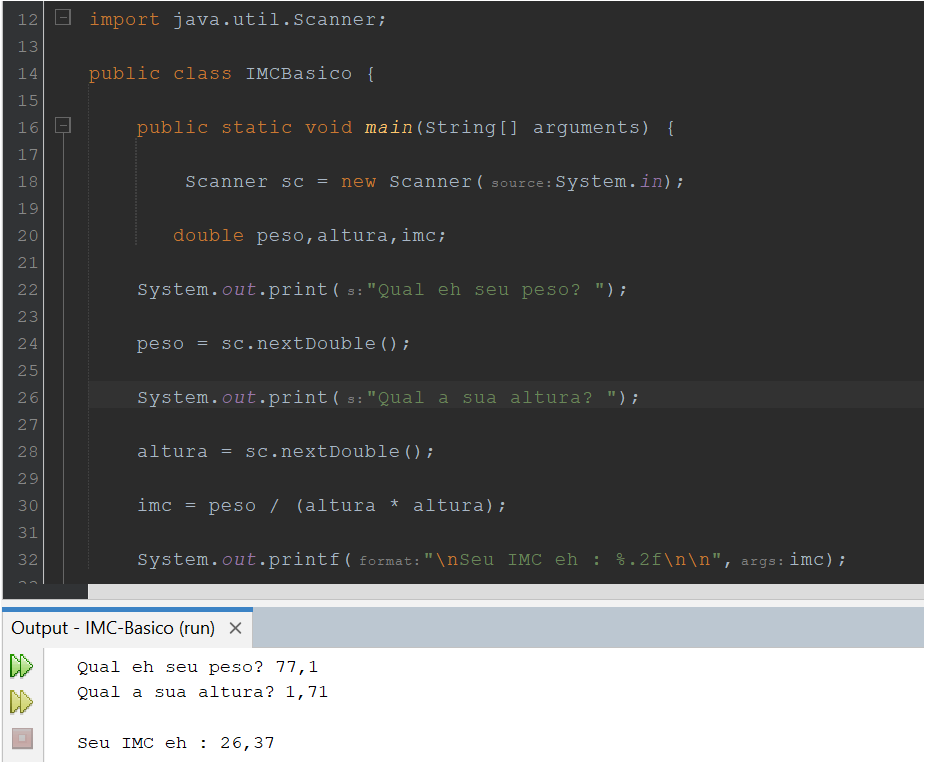 12 import java.util.Scanner;
13
14 public class IMCBasico {
15
16 public static void main(String[] arguments) {
17
18 Scanner sc = new Scanner( source:System.in);
19
20 double peso,altura,imc;
21
22 System.out.print( s:"Qual eh seu peso? ");
23
24 peso = sc.nextDouble();
25
26 System.out.print( s:"Qual a sua altura? ");
27
28 altura = sc.nextDouble();
29
30 imc = peso / (altura * altura);
31
32 System.out.printf( format:"\nSeu IMC eh : %.2f\n\n", args:imc);
Output - IMC-Basico (run) ×
Qual eh seu peso? 77,1
Qual a sua altura? 1,71
Seu IMC eh : 26,37